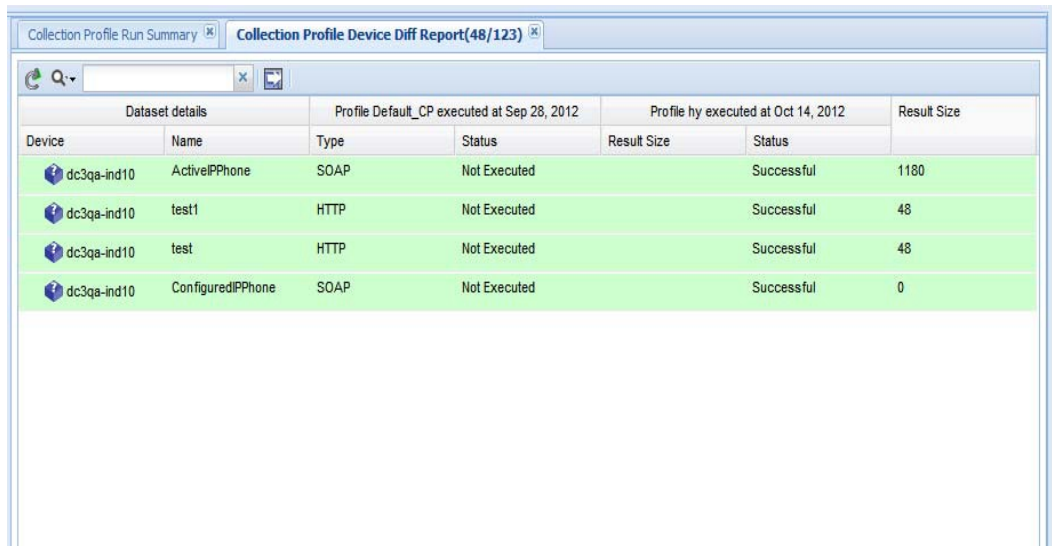 Collection Profile Run Summary Collection Profile Device Diff Report(48/123)
Dataset details Profile Default_CP executed at Sep 28, 2012 Profile hy executed at Oct 14, 2012 Result Size
Device Name Type Status Result Size Status
dc3qa-ind10 ActiveIPPhone SOAP Not Executed Successful 1180
dc3qa-ind10 test1 HTTP Not Executed Successful 48
dc3qa-ind10 test HTTP Not Executed Successful 48
dc3qa-ind10 ConfiguredIPPhone SOAP Not Executed Successful 0